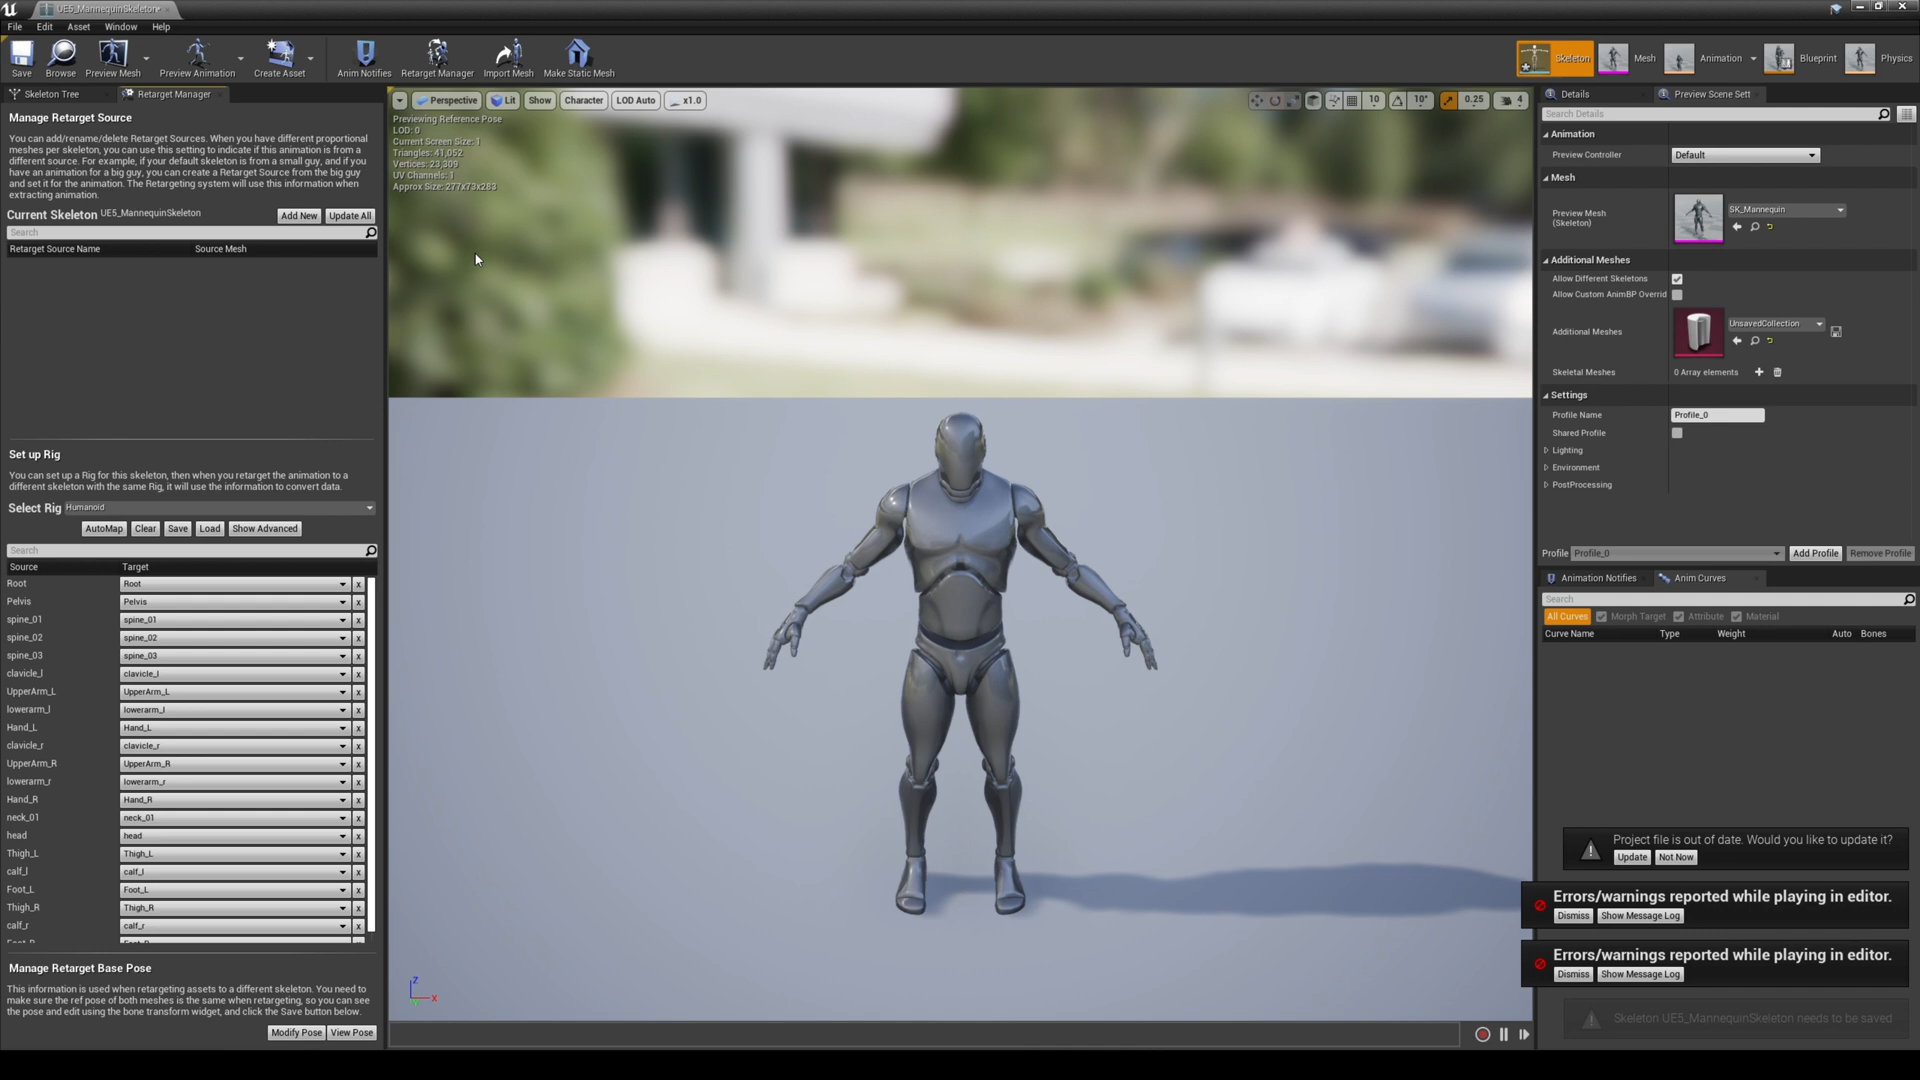 UE5_MannequinSkeleton*
File Edit Asset Window Help
Save Browse Preview Mesh Preview Animation Create Asset Anim Notifies Retarget Manager Import Mesh Make Static Mesh
Skeleton Mesh Animation Blueprint Physics
Skeleton Tree Retarget Manager
Manage Retarget Source
You can add/rename/delete Retarget Sources. When you have different proportional
meshes per skeleton, you can use this setting to indicate if this animation is from a
different source. For example, if your default skeleton is from a small guy, and if you
have an animation for a big guy, you can create a Retarget Source from the big guy
and set it for the animation. The Retargeting system will use this information when
extracting animation.
Current Skeleton UE5_MannequinSkeleton Add New Update All
Search
Retarget Source Name Source Mesh
Set up Rig
You can set up a Rig for this skeleton, then when you retarget the animation to a
different skeleton with the same Rig, it will use the information to convert data.
Select Rig Humanoid
AutoMap Clear Save Load Show Advanced
Search
Source Target
Root Root x
Pelvis Pelvis x
spine_01 spine_01 x
spine_02 spine_02 x
spine_03 spine_03 x
clavicle_l clavicle_l x
UpperArm_L UpperArm_L x
lowerarm_l lowerarm_l x
Hand_L Hand_L x
clavicle_r clavicle_r x
UpperArm_R UpperArm_R x
lowerarm_r lowerarm_r x
Hand_R Hand_R x
neck_01 neck_01 x
head head x
Thigh_L Thigh_L x
calf_l calf_l x
Foot_L Foot_L x
Thigh_R Thigh_R x
calf_r calf_r x
Manage Retarget Base Pose
This information is used when retargeting assets to a different skeleton. You need to
make sure the ref pose of both meshes is the same when retargeting, so you can see
the pose and edit using the bone transform widget, and click the Save button below.
Modify Pose View Pose
Perspective Lit Show Character LOD Auto x1.0
10 10° 0.25 4
Previewing Reference Pose
LOD: 0
Current Screen Size: 1
Triangles: 41,052
Vertices: 23,309
UV Channels: 1
Approx Size: 277x73x283
Z
X
Details Preview Scene Sett
Search Details
Animation
Preview Controller Default
Mesh
Preview Mesh
(Skeleton)
SK_Mannequin
Additional Meshes
Allow Different Skeletons
Allow Custom AnimBP Overrid
Additional Meshes UnsavedCollection
Skeletal Meshes 0 Array elements
Settings
Profile Name Profile_0
Shared Profile
Lighting
Environment
PostProcessing
Profile Profile_0 Add Profile Remove Profile
Animation Notifies Anim Curves
Search
All Curves Morph Target Attribute Material
Curve Name Type Weight Auto Bones
Project file is out of date. Would you like to update it?
Update Not Now
Errors/warnings reported while playing in editor.
Dismiss Show Message Log
Errors/warnings reported while playing in editor.
Dismiss Show Message Log
Skeleton UE5_MannequinSkeleton needs to be saved